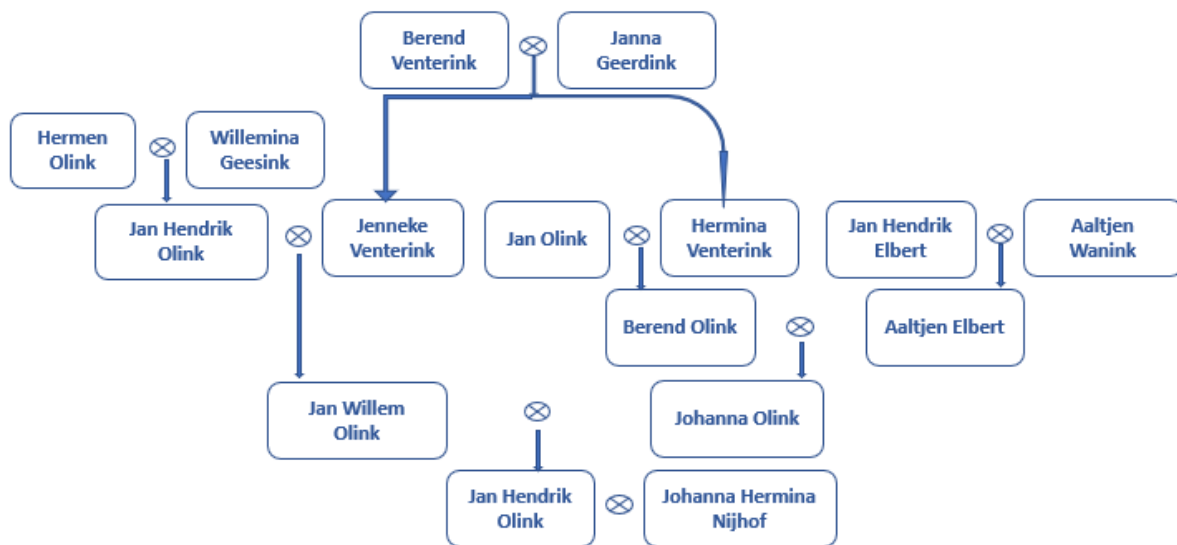 Berend
Venterink
Janna
Geerdink
Hermen
Olink
Willemina
Geesink
Jan Hendrik
Olink
Jenneke
Venterink
Jan Olink
Hermina
Venterink
Jan Hendrik
Elbert
Aaltjen
Wanink
Berend Olink
Aaltjen Elbert
Jan Willem
Olink
Johanna Olink
Jan Hendrik
Olink
Johanna Hermina
Nijhof